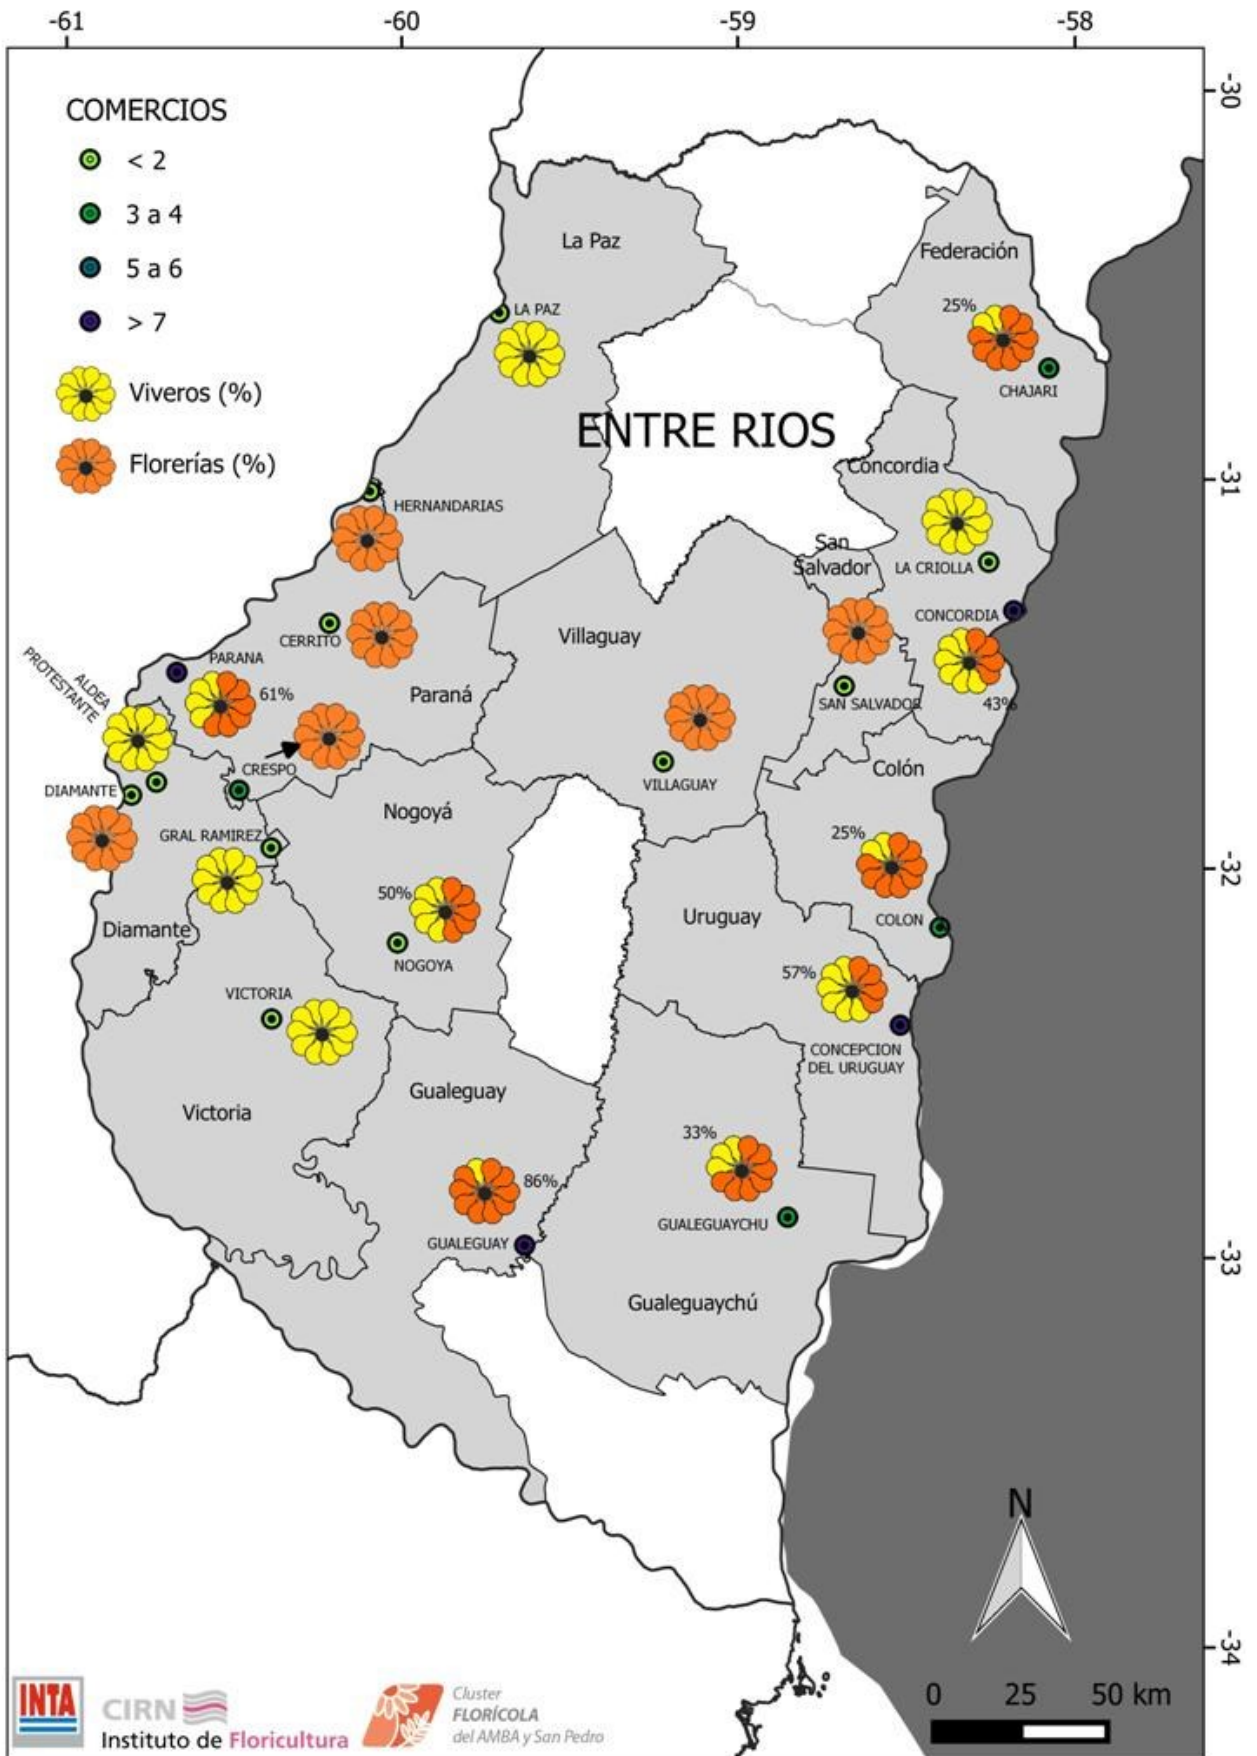 -61
-60
-59
-58
-30
-31
-32
-33
-34
COMERCIOS
< 2
3 a 4
5 a 6
> 7
Viveros (%)
Florerías (%)
ENTRE RIOS
La Paz
LA PAZ
Federación
25%
CHAJARI
HERNANDARIAS
Concordia
LA CRIOLLA
CONCORDIA
43%
San
Salvador
SAN SALVADOR
CERRITO
Villaguay
VILLAGUAY
PARANA
61%
Paraná
ALDEA
PROTESTANTE
CRESPO
DIAMANTE
GRAL RAMIREZ
Diamante
Nogoyá
50%
NOGOYA
Colón
25%
COLON
Uruguay
57%
CONCEPCION
DEL URUGUAY
VICTORIA
Victoria
Gualeguay
86%
GUALEGUAY
33%
GUALEGUAYCHU
Gualeguaychú
N
0 25 50 km
INTA
CIRN
Instituto de Floricultura
Cluster
FLORÍCOLA
del AMBA y San Pedro